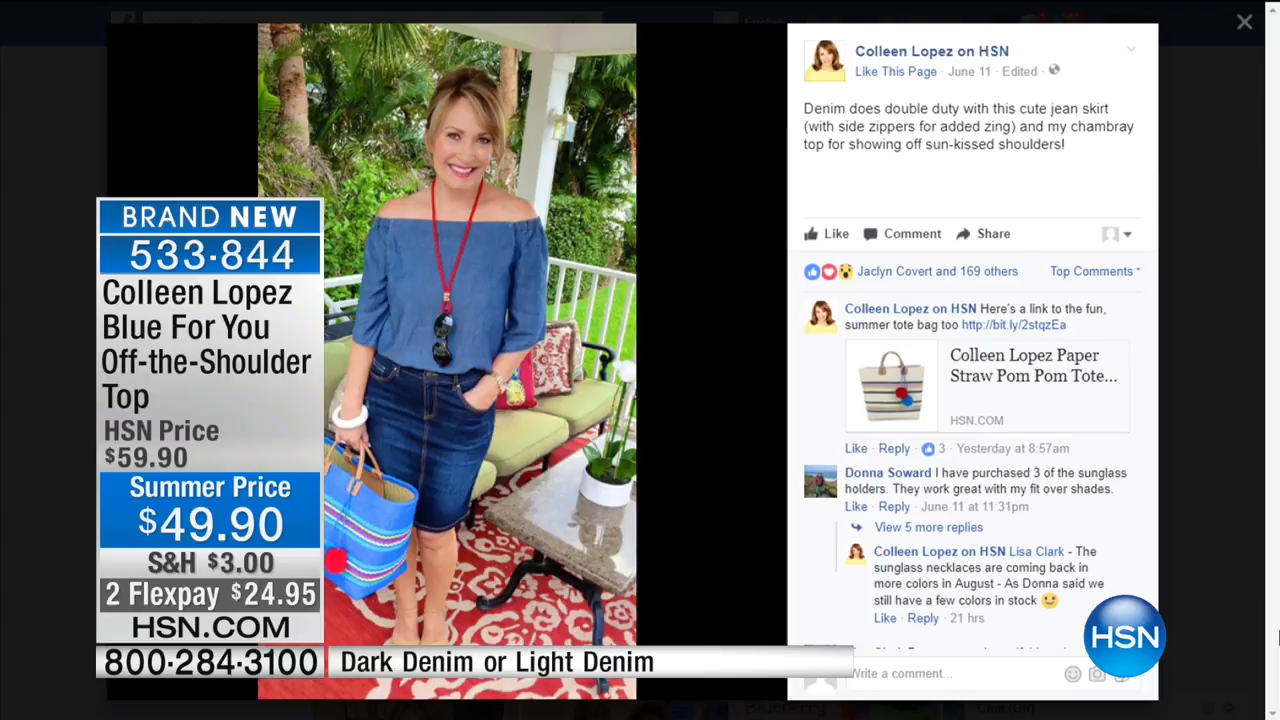 BRAND NEW
533-844
Colleen Lopez
Blue For You
Off-the-Shoulder
Top
HSN Price
$59.90
Summer Price
$49.90
S&H $3.00
2 Flexpay $24.95
HSN.COM
800·284·3100
Dark Denim or Light Denim
Colleen Lopez on HSN
Like This Page · June 11 · Edited ·
Denim does double duty with this cute jean skirt
(with side zippers for added zing) and my chambray
top for showing off sun-kissed shoulders!
Like Comment Share
Jaclyn Covert and 169 others Top Comments
Colleen Lopez on HSN Here's a link to the fun,
summer tote bag too http://bit.ly/2stqzEa
Colleen Lopez Paper
Straw Pom Pom Tote...
HSN.COM
Like · Reply · 3 · Yesterday at 8:57am
Donna Soward I have purchased 3 of the sunglass
holders. They work great with my fit over shades.
Like · Reply · June 11 at 11:31pm
View 5 more replies
Colleen Lopez on HSN Lisa Clark - The
sunglass necklaces are coming back in
more colors in August - As Donna said we
still have a few colors in stock
Like · Reply · 21 hrs
Write a comment...
HSN